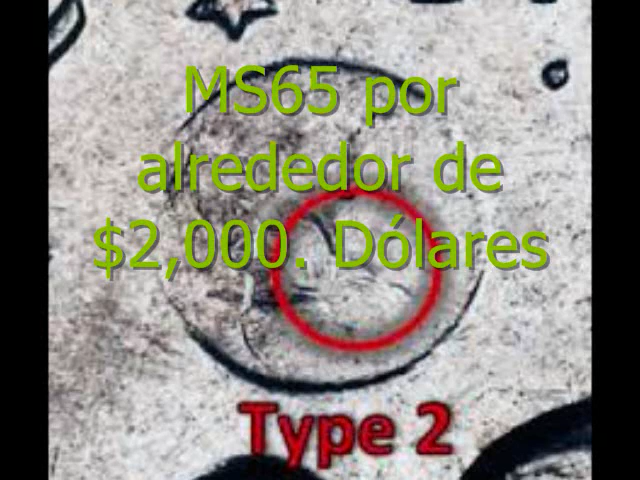 MS65 por
alrededor de
$2,000. Dólares
Type 2